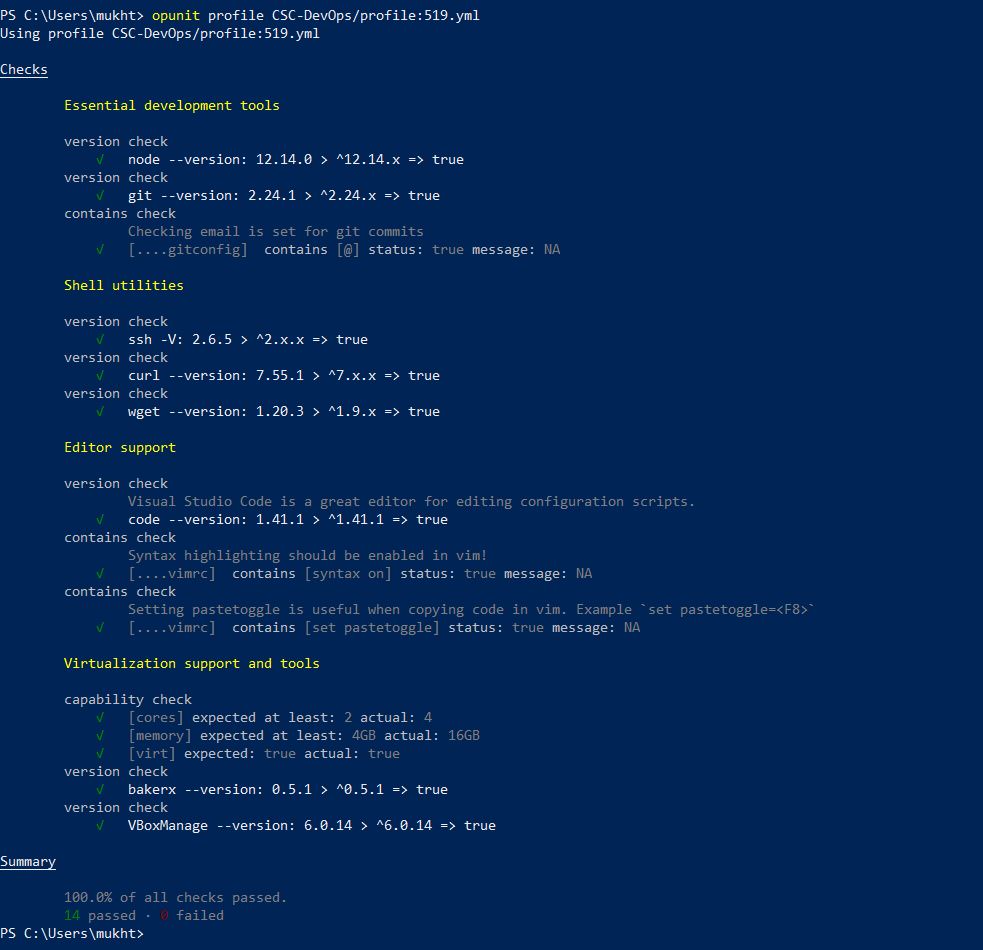 PS C:\Users\mukht> opunit profile CSC-DevOps/profile:519.yml
Using profile CSC-DevOps/profile:519.yml
Checks
Essential development tools
version check
√ node --version: 12.14.0 > ^12.14.x => true
version check
√ git --version: 2.24.1 > ^2.24.x => true
contains check
Checking email is set for git commits
√ [....gitconfig]  contains [@] status: true message: NA
Shell utilities
version check
√ ssh -V: 2.6.5 > ^2.x.x => true
version check
√ curl --version: 7.55.1 > ^7.x.x => true
version check
√ wget --version: 1.20.3 > ^1.9.x => true
Editor support
version check
Visual Studio Code is a great editor for editing configuration scripts.
√ code --version: 1.41.1 > ^1.41.1 => true
contains check
Syntax highlighting should be enabled in vim!
√ [....vimrc]  contains [syntax on] status: true message: NA
contains check
Setting pastetoggle is useful when copying code in vim. Example `set pastetoggle=<F8>`
√ [....vimrc]  contains [set pastetoggle] status: true message: NA
Virtualization support and tools
capability check
√ [cores] expected at least: 2 actual: 4
√ [memory] expected at least: 4GB actual: 16GB
√ [virt] expected: true actual: true
version check
√ bakerx --version: 0.5.1 > ^0.5.1 => true
version check
√ VBoxManage --version: 6.0.14 > ^6.0.14 => true
Summary
100.0% of all checks passed.
14 passed · 0 failed
PS C:\Users\mukht>